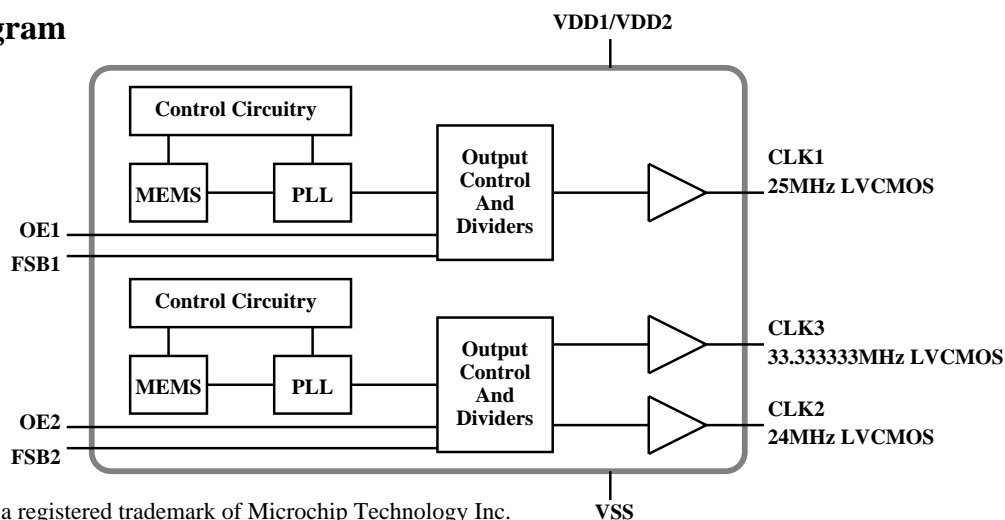 gram
VDD1/VDD2
Control Circuitry
MEMS
PLL
Output
Control
And
Dividers
CLK1
25MHz LVCMOS
OE1
FSB1
Control Circuitry
MEMS
PLL
Output
Control
And
Dividers
CLK3
33.333333MHz LVCMOS
CLK2
24MHz LVCMOS
OE2
FSB2
VSS
a registered trademark of Microchip Technology Inc.